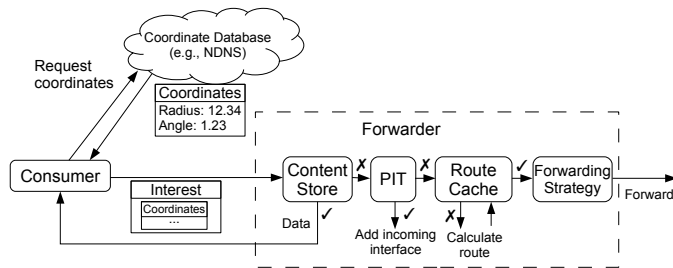 Coordinate Database
(e.g., NDNS)
Request
coordinates
Coordinates
Radius: 12.34
Angle: 1.23
Forwarder
Consumer
Interest
Coordinates
...
Content
Store
✗
PIT
✗
Route
Cache
✓
Forwarding
Strategy
Forward
Data
✓
✓
Add incoming
interface
✗
Calculate
route